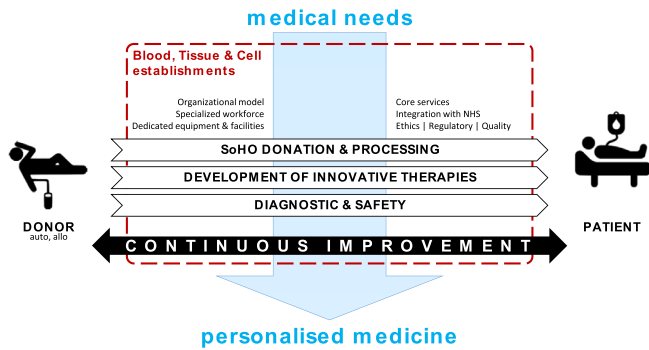 medical needs
Blood, Tissue & Cell
establishments
Organizational model
Specialized workforce
Dedicated equipment & facilities
Core services
Integration with NHS
Ethics | Regulatory | Quality
SoHO DONATION & PROCESSING
DEVELOPMENT OF INNOVATIVE THERAPIES
DIAGNOSTIC & SAFETY
DONOR
auto, allo
PATIENT
CONTINUOUS IMPROVEMENT
personalised medicine